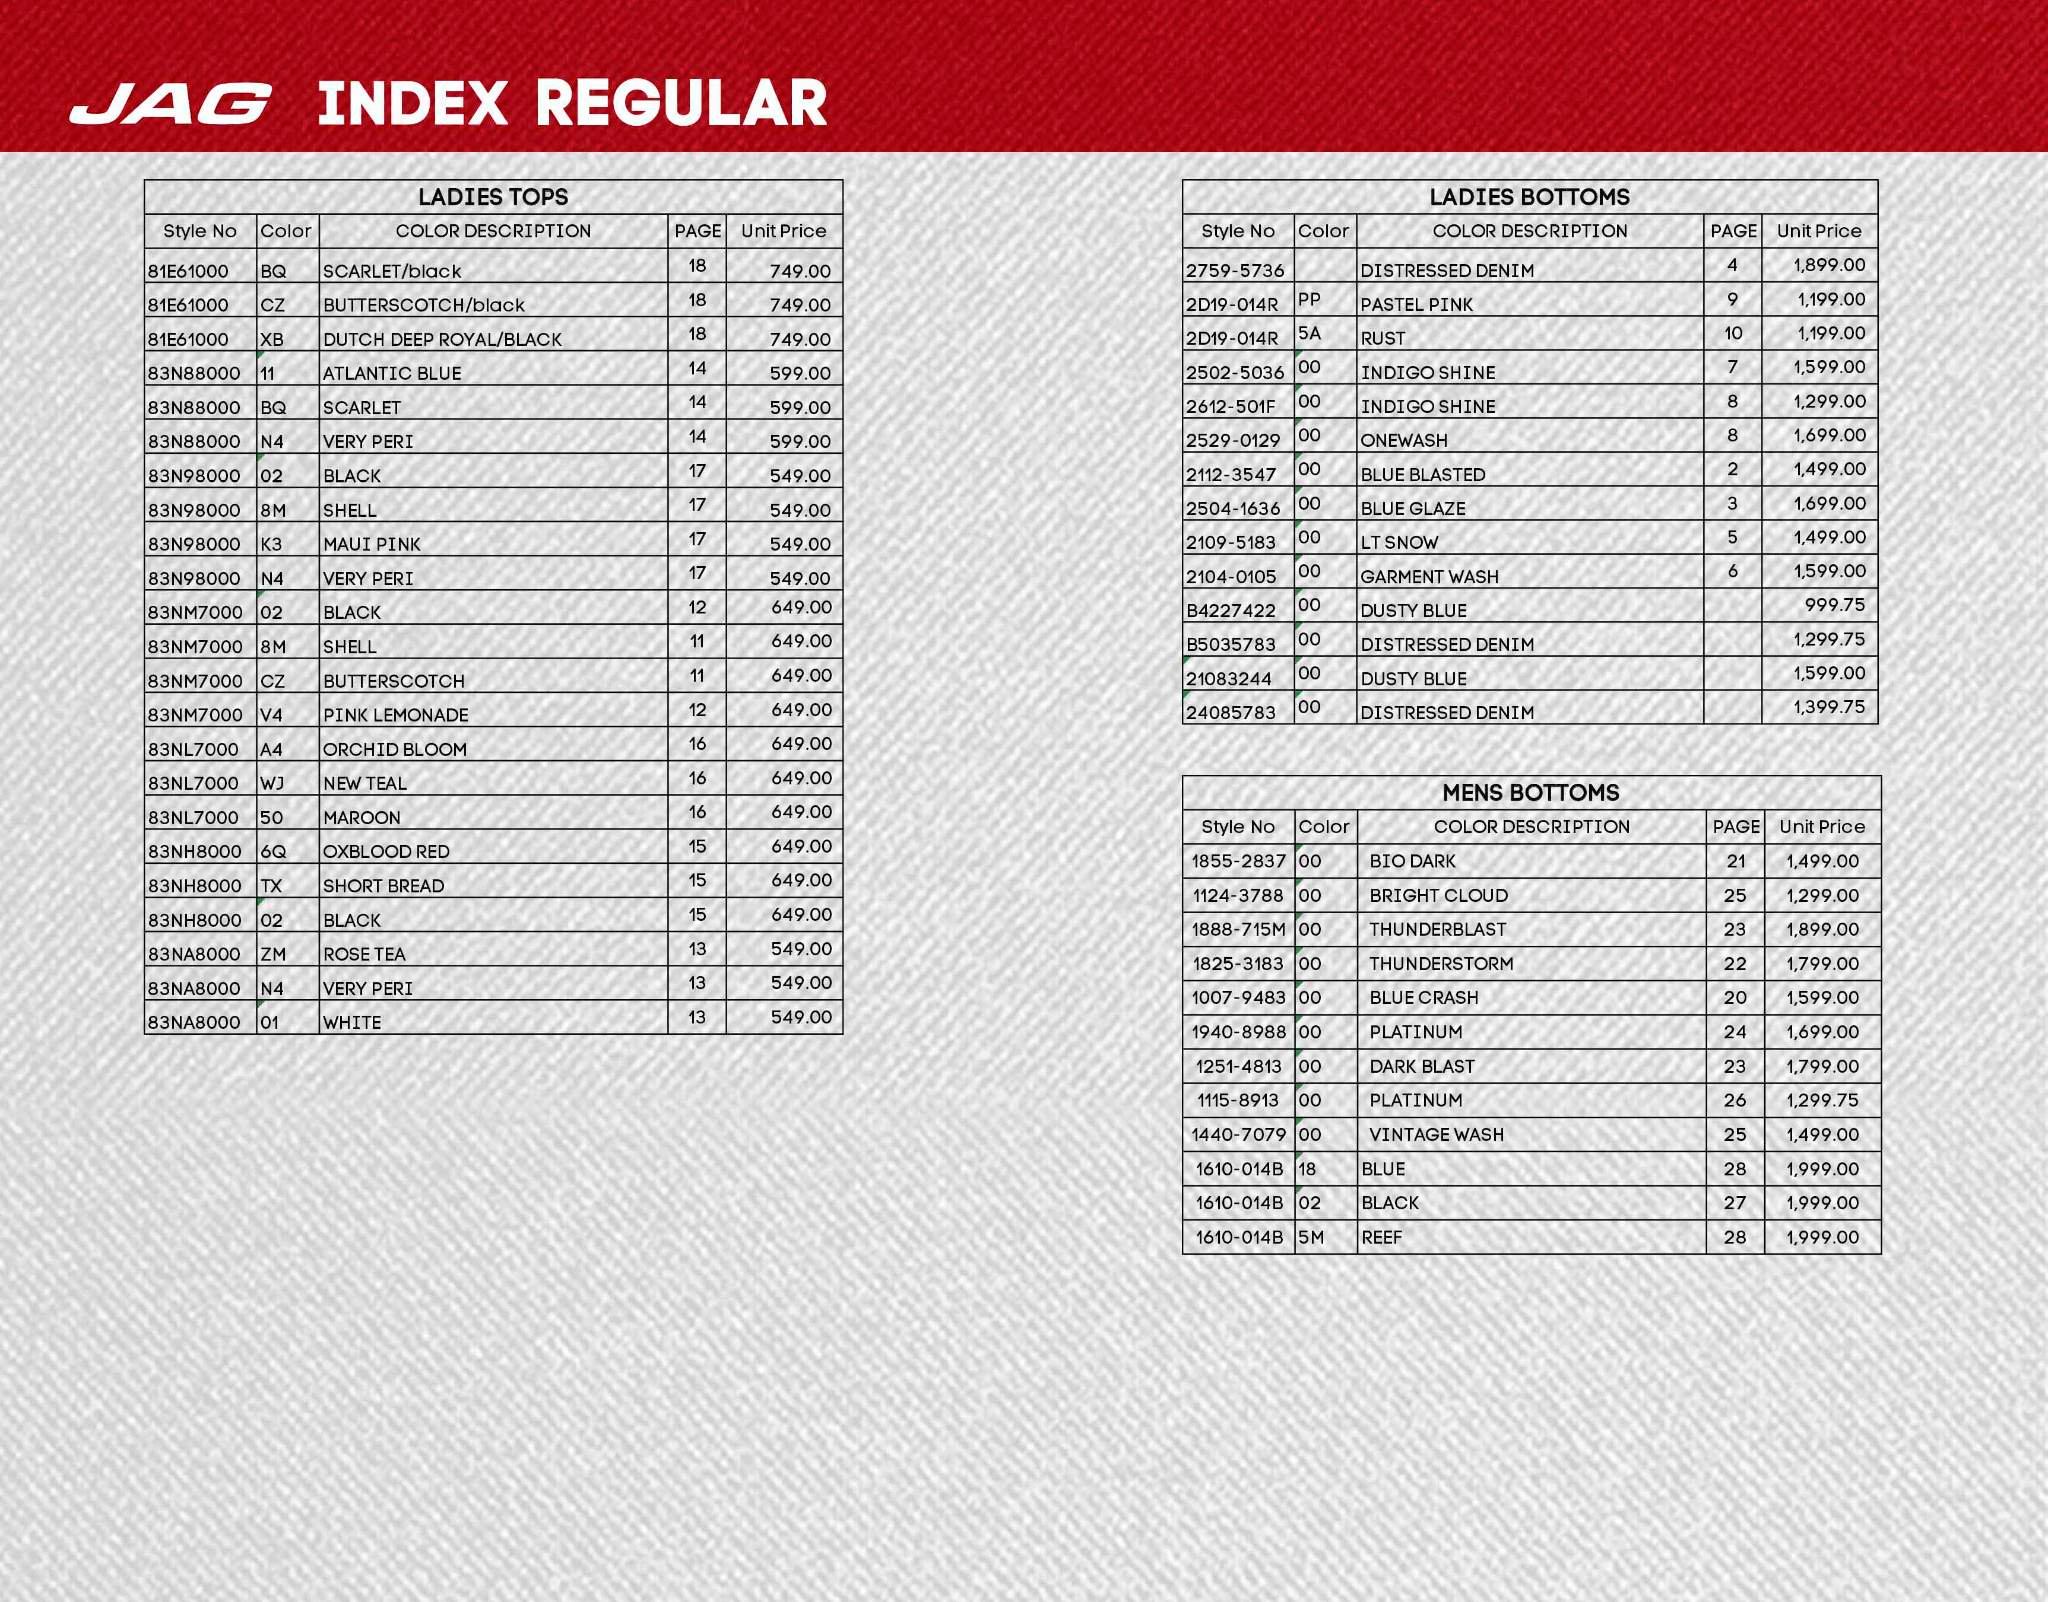 JAG INDEX REGULAR
LADIES TOPS
Style No Color COLOR DESCRIPTION PAGE Unit Price
81E61000 BQ SCARLET/black 18 749.00
81E61000 CZ BUTTERSCOTCH/black 18 749.00
81E61000 XB DUTCH DEEP ROYAL/BLACK 18 749.00
83N88000 11 ATLANTIC BLUE 14 599.00
83N88000 BQ SCARLET 14 599.00
83N88000 N4 VERY PERI 14 599.00
83N98000 02 BLACK 17 549.00
83N98000 8M SHELL 17 549.00
83N98000 K3 MAUI PINK 17 549.00
83N98000 N4 VERY PERI 17 549.00
83NM7000 02 BLACK 12 649.00
83NM7000 8M SHELL 11 649.00
83NM7000 CZ BUTTERSCOTCH 11 649.00
83NM7000 V4 PINK LEMONADE 12 649.00
83NL7000 A4 ORCHID BLOOM 16 649.00
83NL7000 WJ NEW TEAL 16 649.00
83NL7000 50 MAROON 16 649.00
83NH8000 6Q OXBLOOD RED 15 649.00
83NH8000 TX SHORT BREAD 15 649.00
83NH8000 02 BLACK 15 649.00
83NA8000 ZM ROSE TEA 13 549.00
83NA8000 N4 VERY PERI 13 549.00
83NA8000 01 WHITE 13 549.00
LADIES BOTTOMS
Style No Color COLOR DESCRIPTION PAGE Unit Price
2759-5736 DISTRESSED DENIM 4 1,899.00
2D19-014R PP PASTEL PINK 9 1,199.00
2D19-014R 5A RUST 10 1,199.00
2502-5036 00 INDIGO SHINE 7 1,599.00
2612-501F 00 INDIGO SHINE 8 1,299.00
2529-0129 00 ONEWASH 8 1,699.00
2112-3547 00 BLUE BLASTED 2 1,499.00
2504-1636 00 BLUE GLAZE 3 1,699.00
2109-5183 00 LT SNOW 5 1,499.00
2104-0105 00 GARMENT WASH 6 1,599.00
B4227422 00 DUSTY BLUE 999.75
B5035783 00 DISTRESSED DENIM 1,299.75
21083244 00 DUSTY BLUE 1,599.00
24085783 00 DISTRESSED DENIM 1,399.75
MENS BOTTOMS
Style No Color COLOR DESCRIPTION PAGE Unit Price
1855-2837 00 BIO DARK 21 1,499.00
1124-3788 00 BRIGHT CLOUD 25 1,299.00
1888-715M 00 THUNDERBLAST 23 1,899.00
1825-3183 00 THUNDERSTORM 22 1,799.00
1007-9483 00 BLUE CRASH 20 1,599.00
1940-8988 00 PLATINUM 24 1,699.00
1251-4813 00 DARK BLAST 23 1,799.00
1115-8913 00 PLATINUM 26 1,299.75
1440-7079 00 VINTAGE WASH 25 1,499.00
1610-014B 18 BLUE 28 1,999.00
1610-014B 02 BLACK 27 1,999.00
1610-014B 5M REEF 28 1,999.00